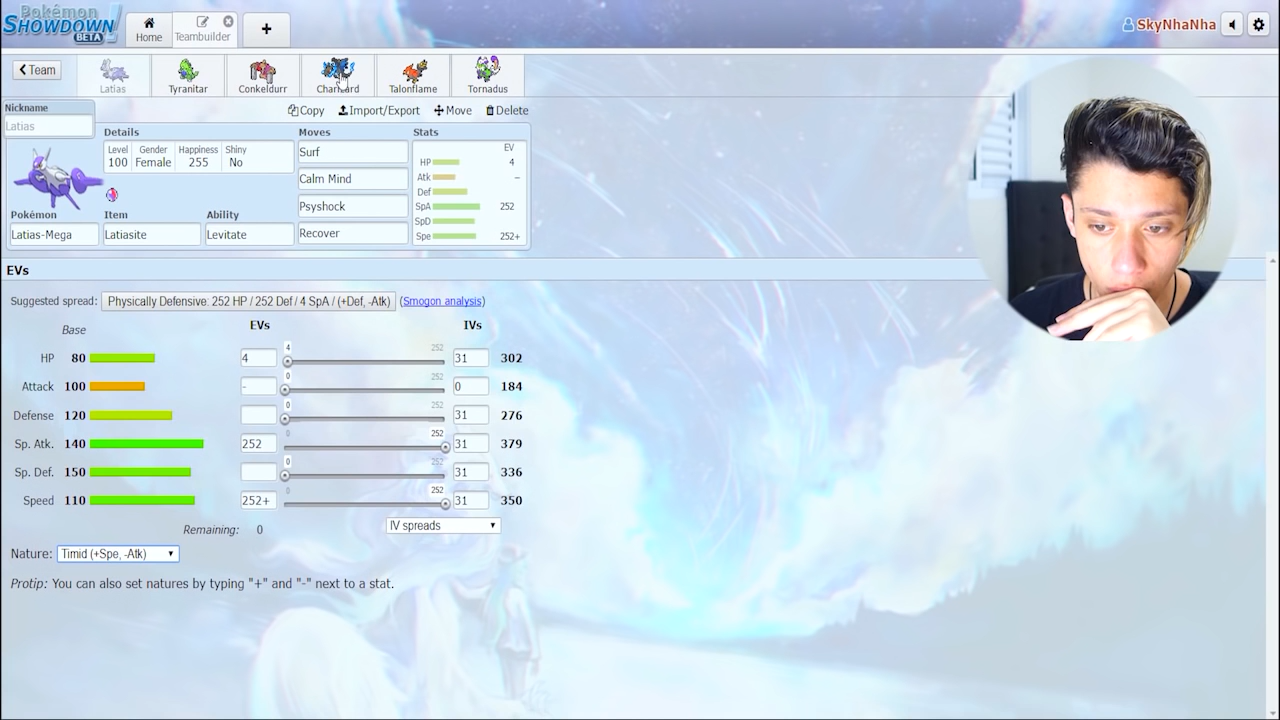 Pokémon
SHOWDOWN!
BETA
Home
Teambuilder
+
SkyNhaNha
Team
Latias
Tyranitar
Conkeldurr
Charizard
Talonflame
Tornadus
Copy
Import/Export
Move
Delete
Nickname
Latias
Details
Level Gender Happiness Shiny
100 Female 255 No
Moves
Surf
Calm Mind
Psyshock
Recover
Stats
EV
HP 4
Atk –
Def
SpA 252
SpD
Spe 252+
Pokémon Item Ability
Latias-Mega Latiasite Levitate
EVs
Suggested spread: Physically Defensive: 252 HP / 252 Def / 4 SpA / (+Def, -Atk) (Smogon analysis)
Base EVs IVs
4 252
HP 80 4 31 302
0 252
Attack 100 - 0 184
0 252
Defense 120 31 276
0 252
Sp. Atk. 140 252 31 379
0 252
Sp. Def. 150 31 336
0 252
Speed 110 252+ 31 350
Remaining: 0 IV spreads
Nature: Timid (+Spe, -Atk)
Protip: You can also set natures by typing "+" and "-" next to a stat.